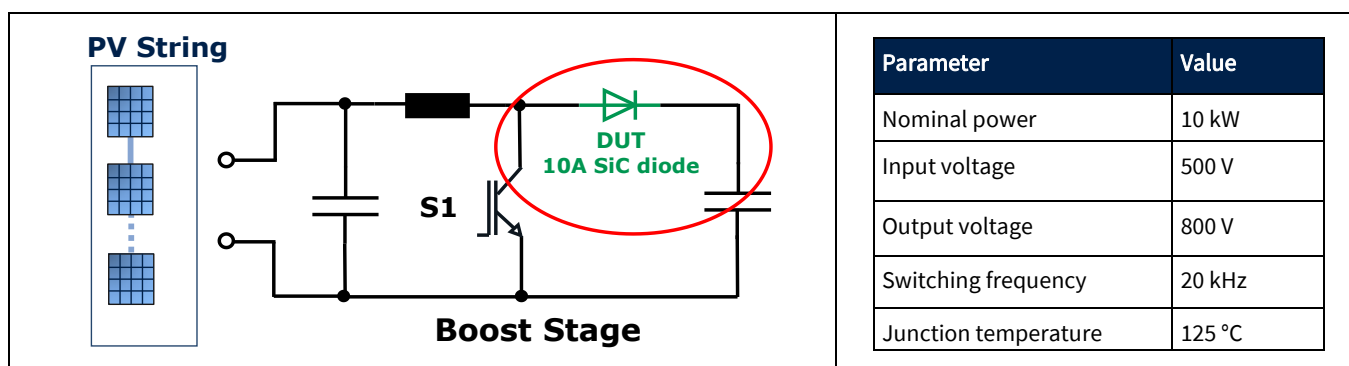 PV String
DUT
10A SiC diode
S1
Boost Stage
Parameter Value
Nominal power 10 kW
Input voltage 500 V
Output voltage 800 V
Switching frequency 20 kHz
Junction temperature 125 °C